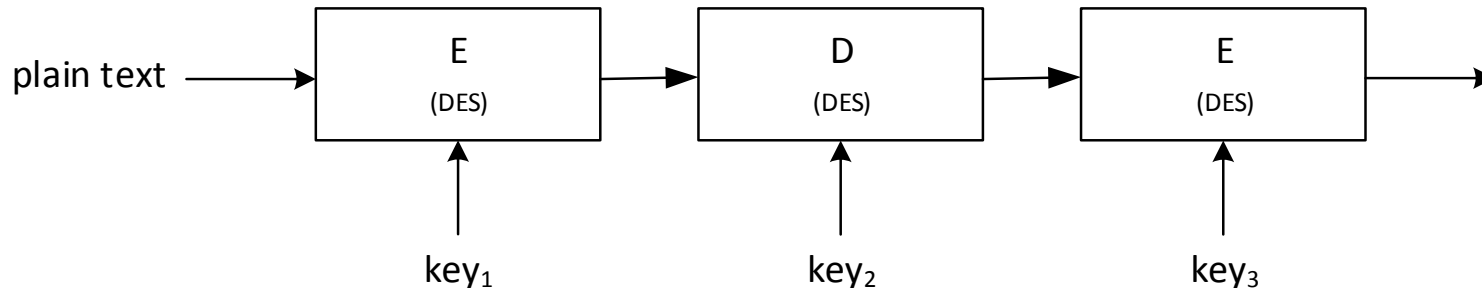 E D E
plain text (DES) (DES) (DES)
key₁ key₂ key₃